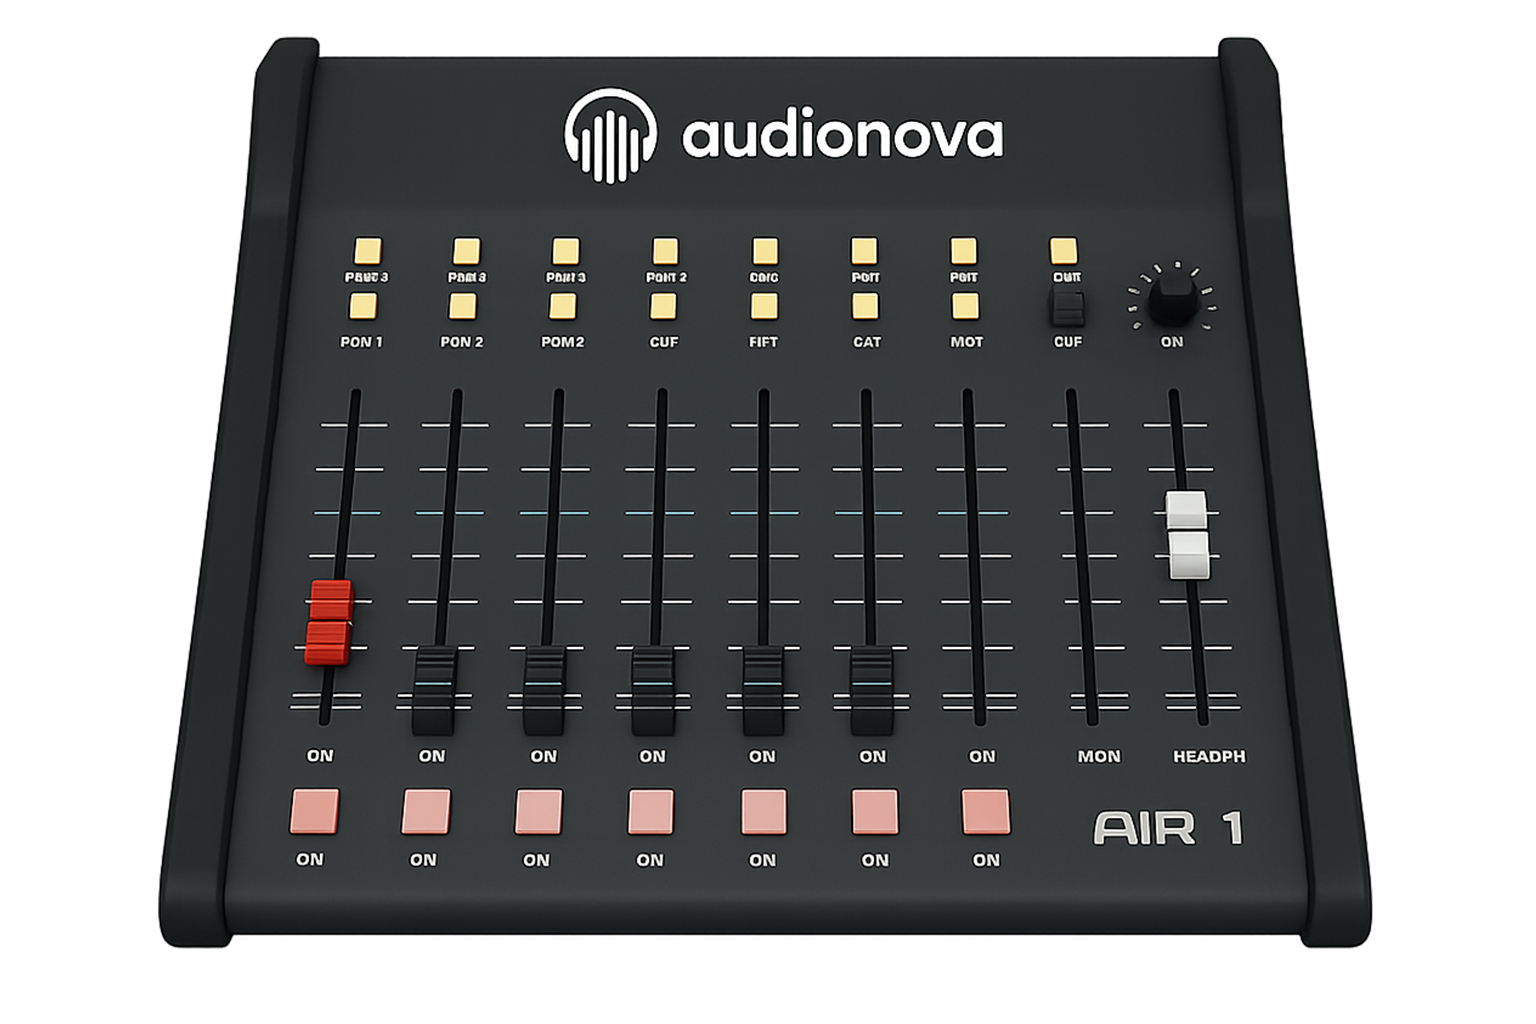 audionova
PON 1 PON 2 POM2 CUF FIFT CAT MOT CUF ON
ON ON ON ON ON ON ON MON HEADPH
AIR 1
ON ON ON ON ON ON ON